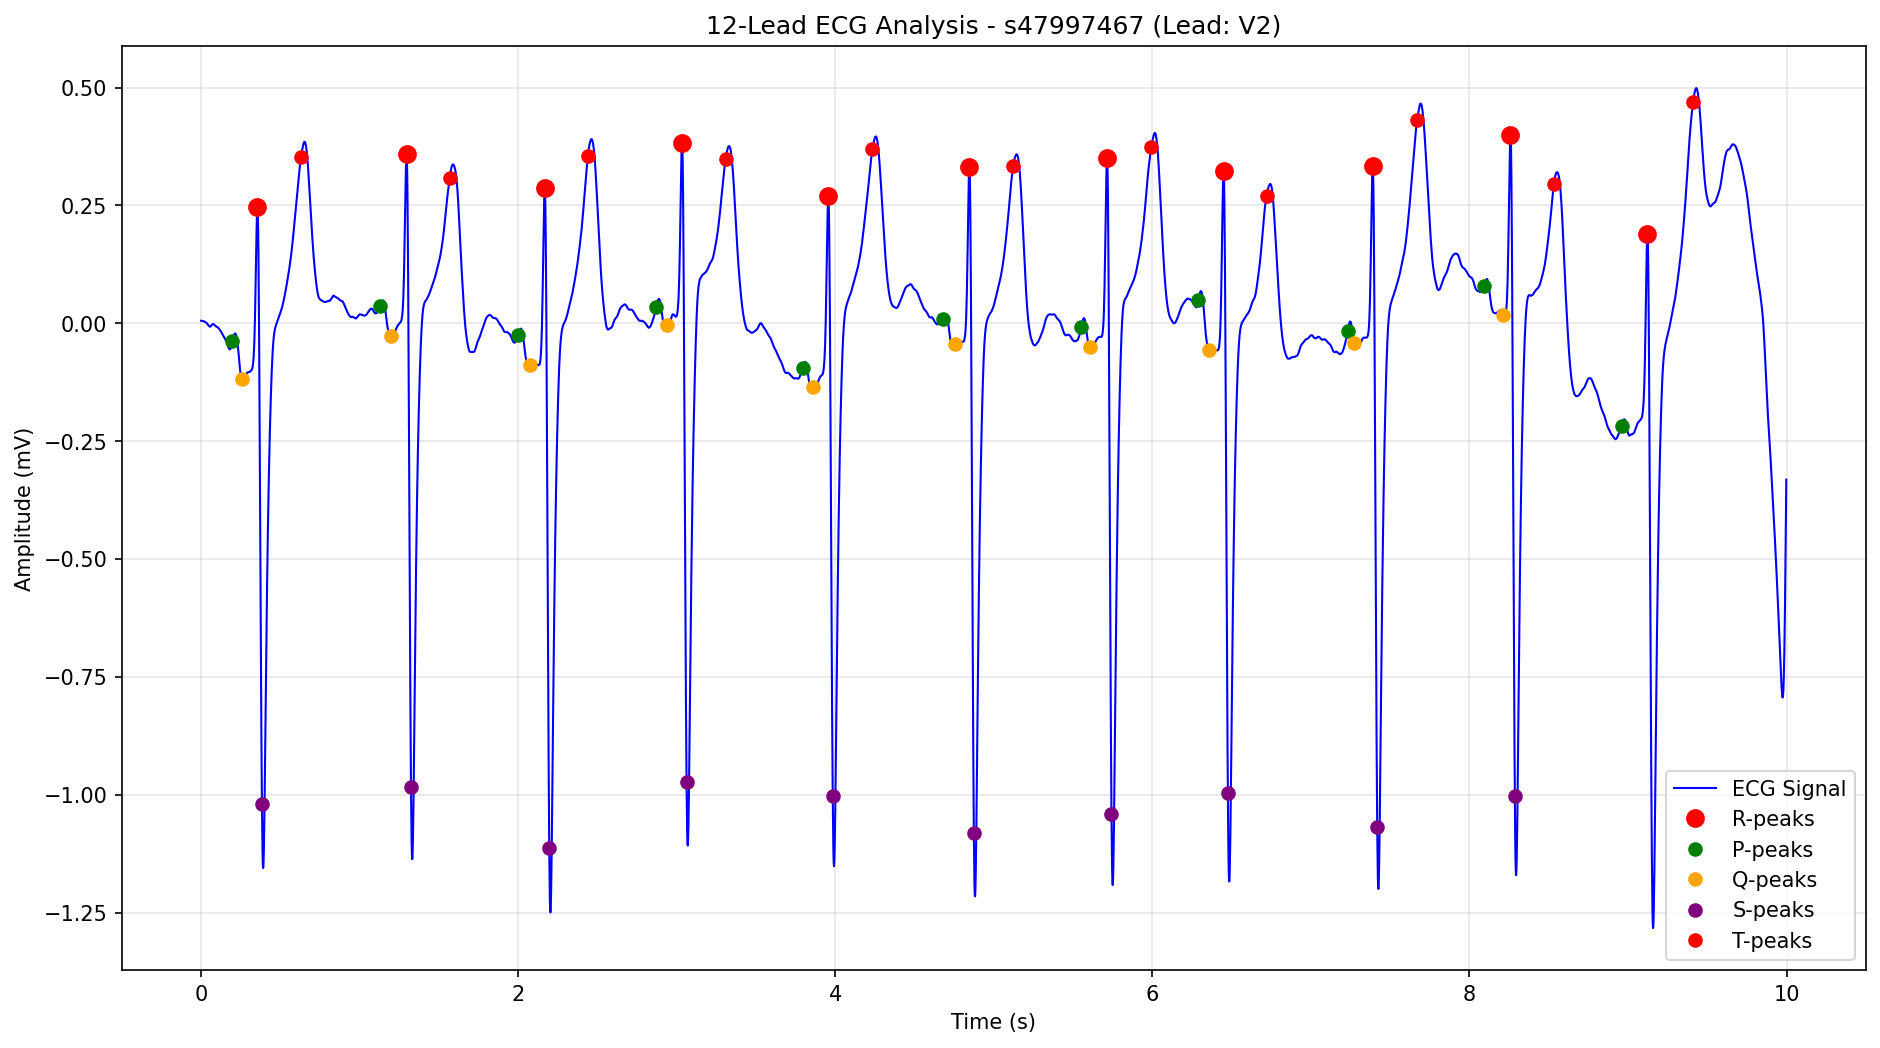 12-Lead ECG Analysis - s47997467 (Lead: V2)
Amplitude (mV)
0.50
0.25
0.00
−0.25
−0.50
−0.75
−1.00
−1.25
0 2 4 6 8 10
Time (s)
ECG Signal
R-peaks
P-peaks
Q-peaks
S-peaks
T-peaks